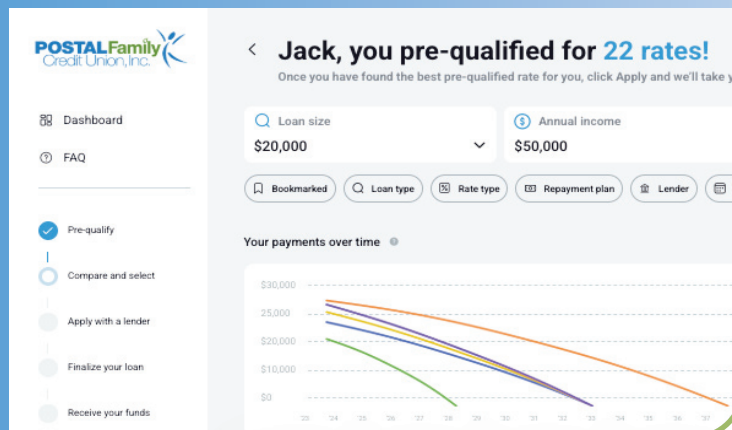 POSTALFamily
Credit Union, Inc.
Dashboard
FAQ
Pre-qualify
Compare and select
Apply with a lender
Finalize your loan
Receive your funds
Jack, you pre-qualified for 22 rates!
Once you have found the best pre-qualified rate for you, click Apply and we'll take
Loan size
$20,000
Annual income
$50,000
Bookmarked Loan type Rate type Repayment plan Lender
Your payments over time
$30,000
25,000
$20,000
$10,000
$0
'23 '24 '25 '26 '27 '28 '29 '30 '31 '32 '33 '34 '35 '36 '37